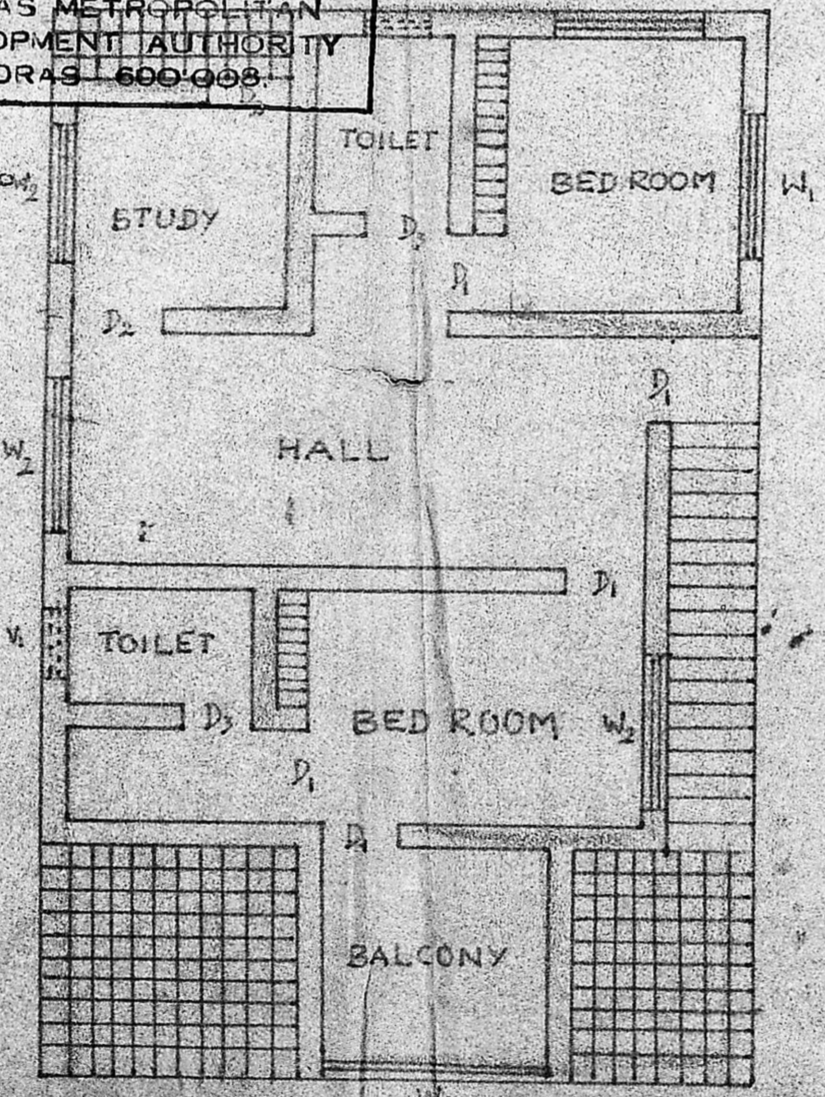 AS METROPOLITAN
OPMENT AUTHORITY
DRAS 600·008.
TOILET
BED ROOM
W₁
W₂
STUDY
D₃
D₁
D₂
D₁
HALL
W₂
D₁
V.
TOILET
D₃
BED ROOM
W₂
D₁
D₁
BALCONY